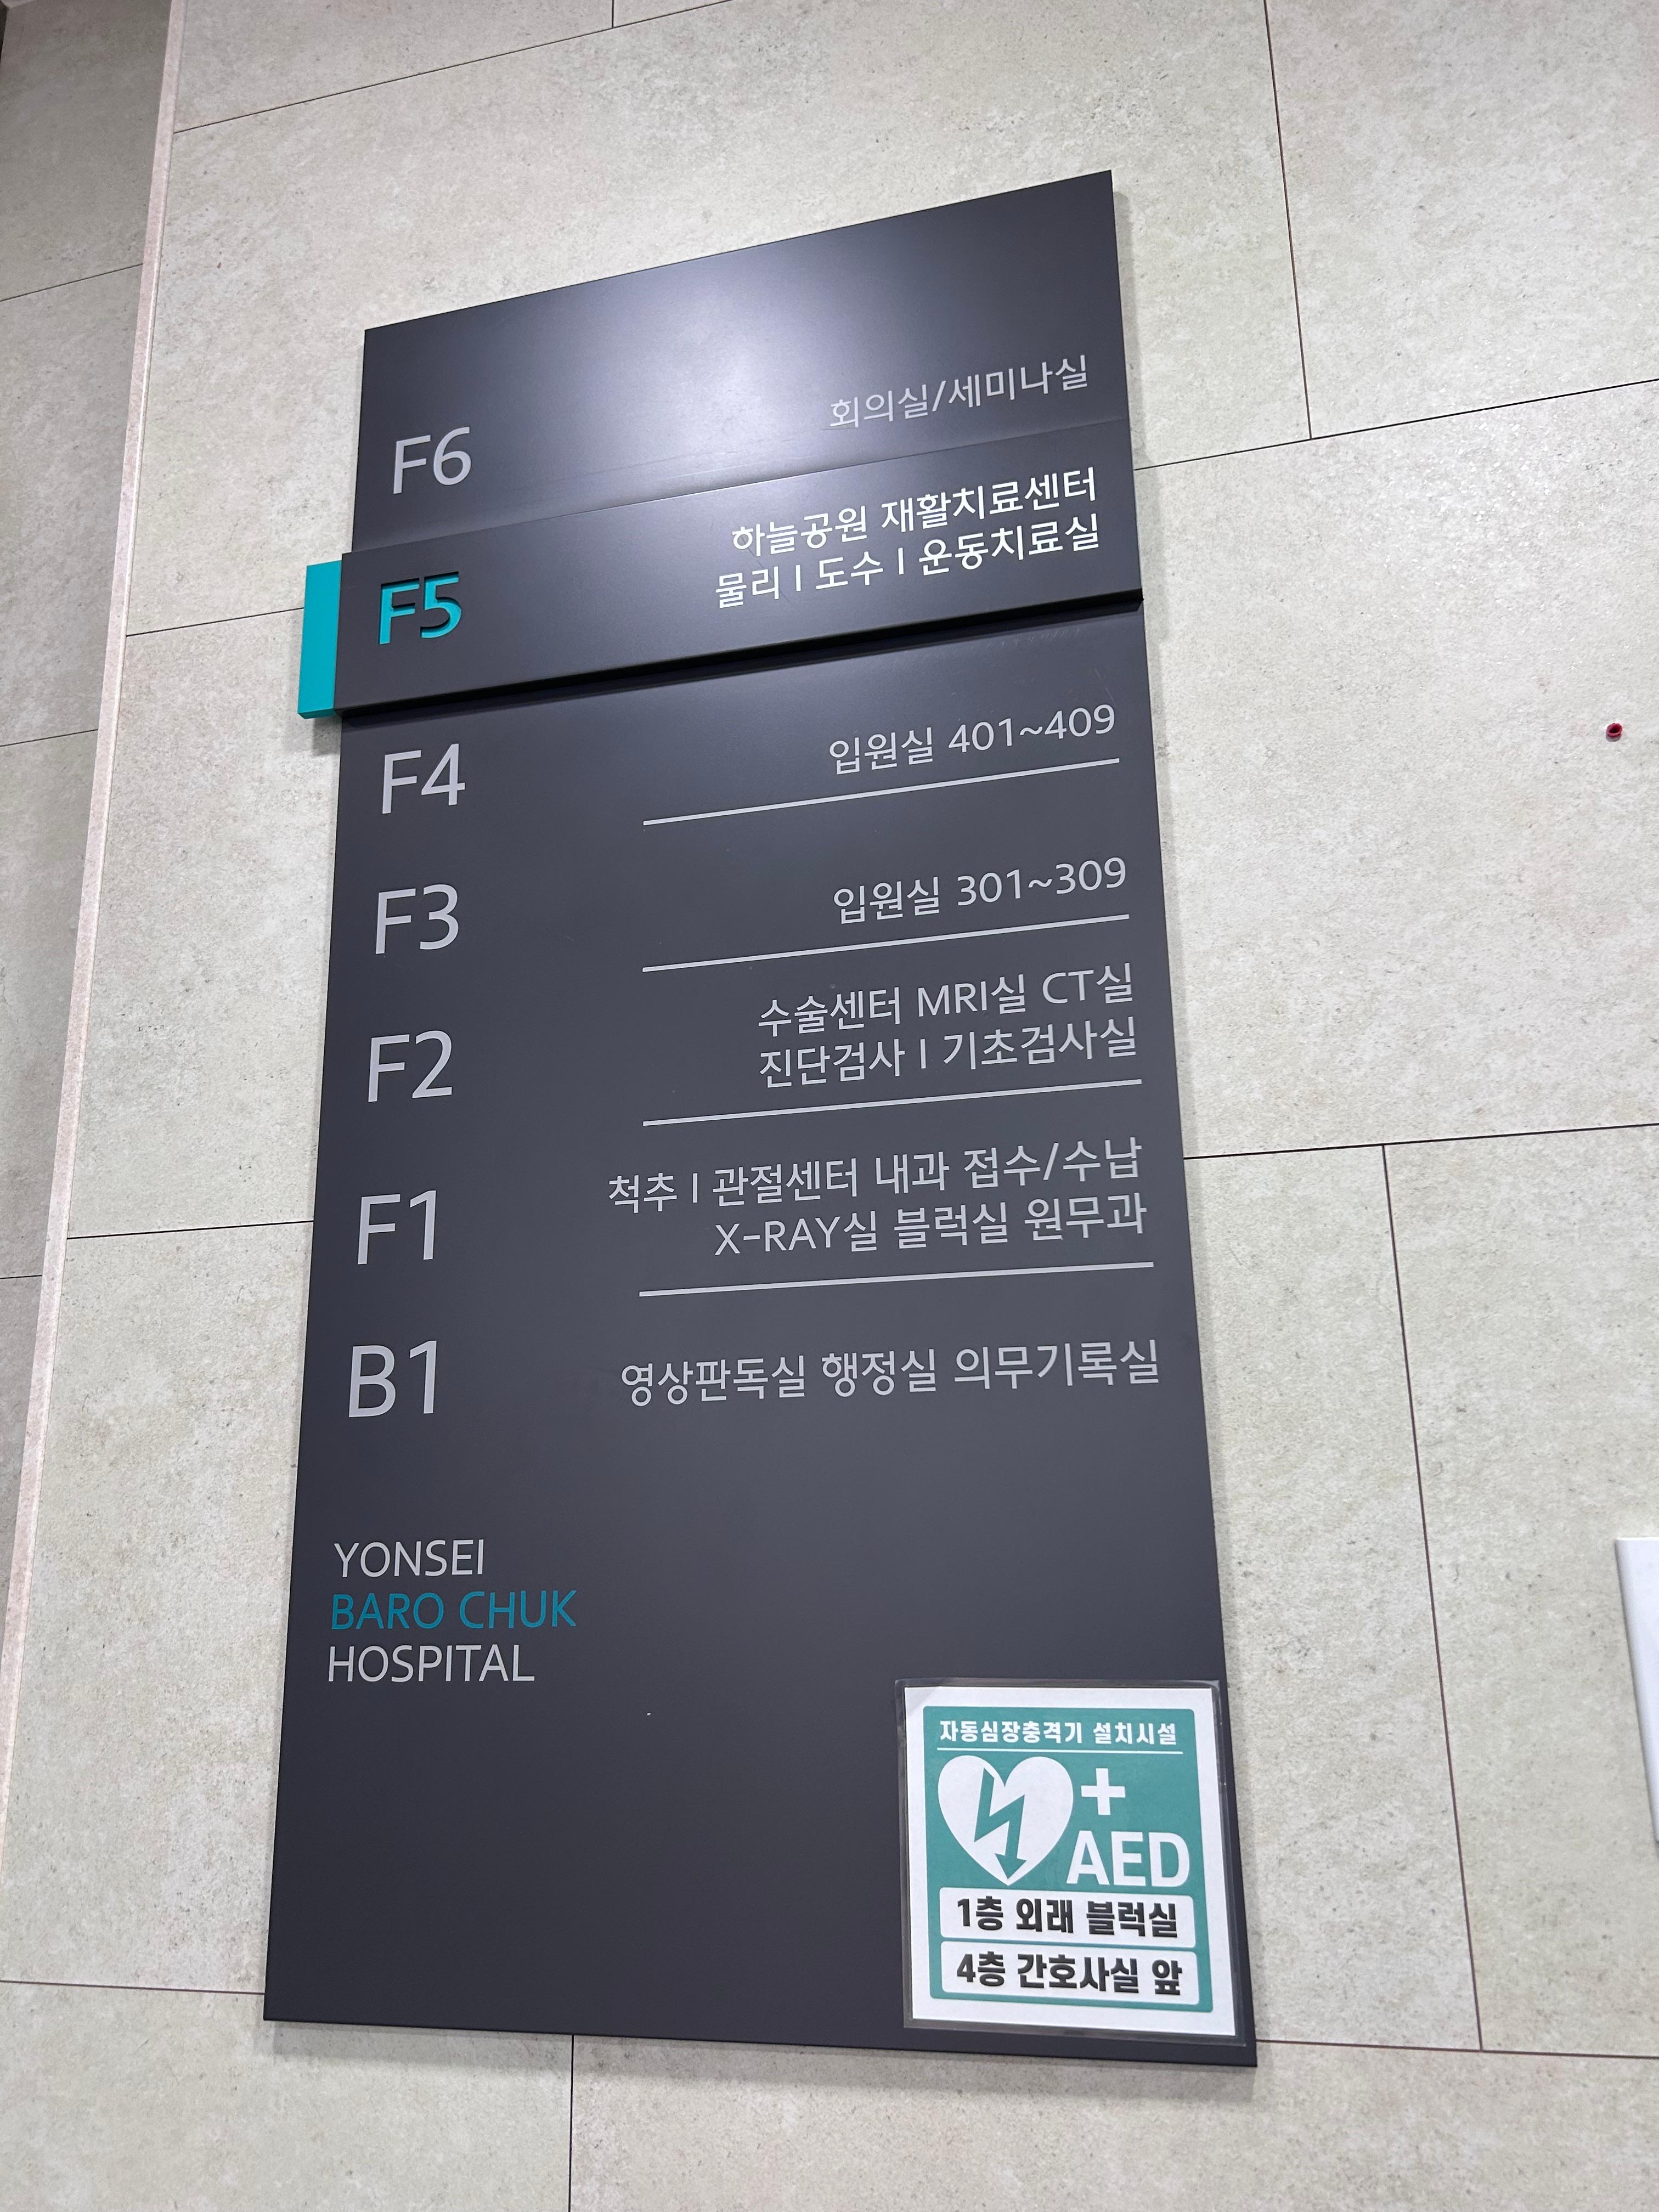 F6 회의실/세미나실
F5 하늘공원 재활치료센터
물리 | 도수 | 운동치료실
F4 입원실 401~409
F3 입원실 301~309
F2 수술센터 MRI실 CT실
진단검사 | 기초검사실
F1 척추 | 관절센터 내과 접수/수납
X-RAY실 블럭실 원무과
B1 영상판독실 행정실 의무기록실
YONSEI
BARO CHUK
HOSPITAL
자동심장충격기 설치시설
+
AED
1층 외래 블럭실
4층 간호사실 앞